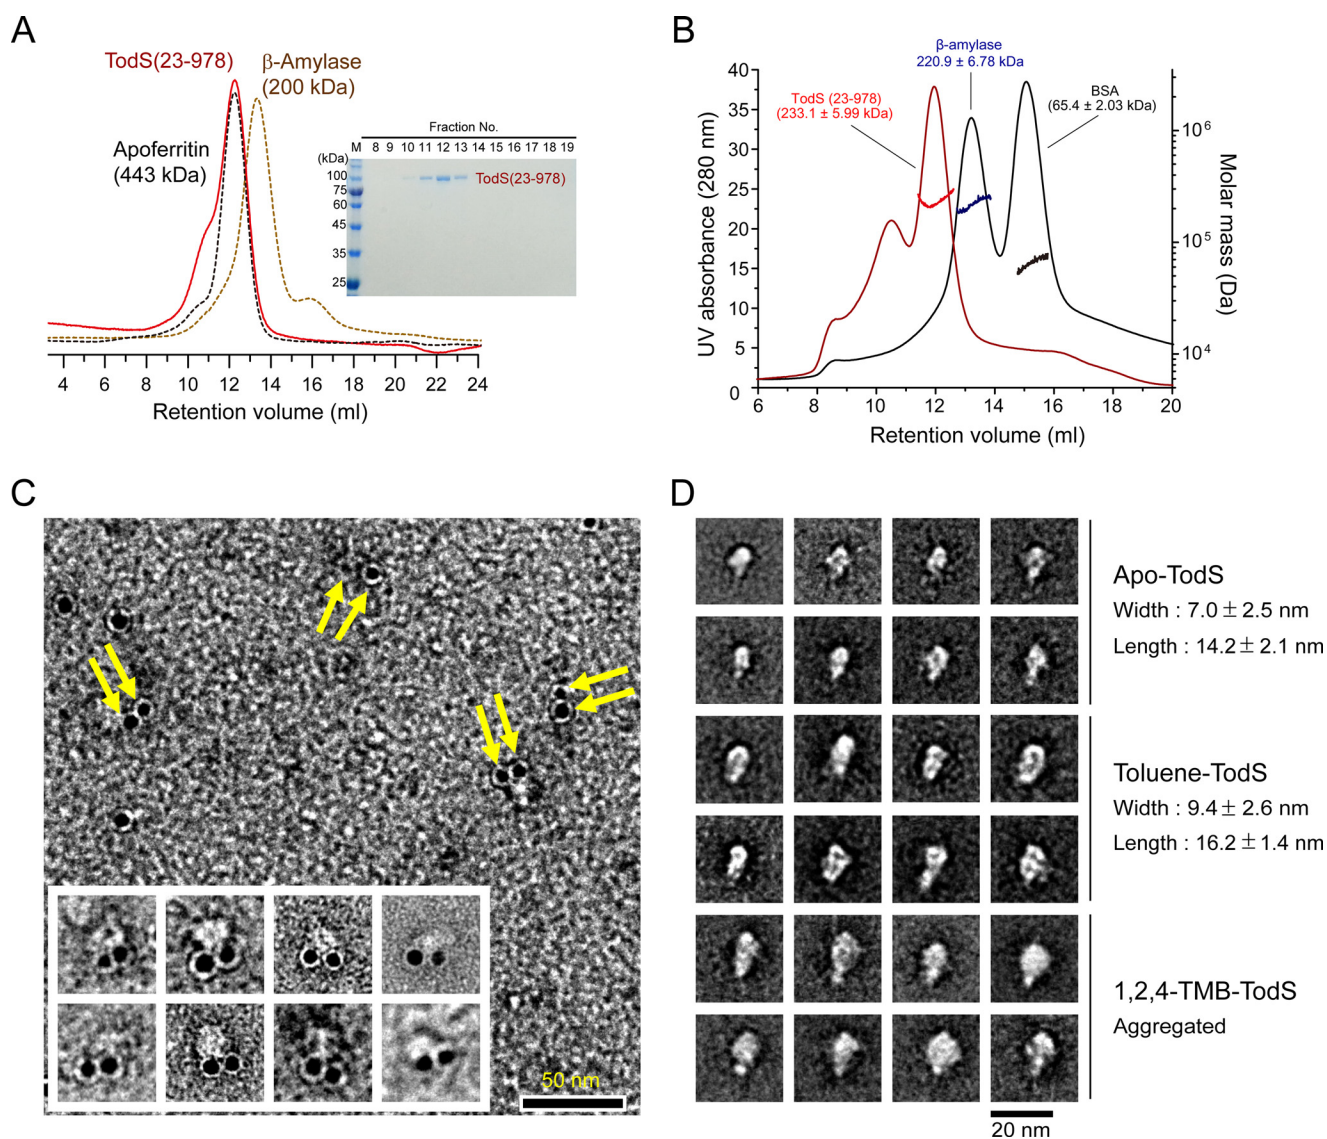 A
TodS(23-978)
β-Amylase
(200 kDa)
Apoferritin
(443 kDa)
Fraction No.
M 8 9 10 11 12 13 14 15 16 17 18 19
(kDa)
100
75
60
45
35
25
TodS(23-978)
4 6 8 10 12 14 16 18 20 22 24
Retention volume (ml)
B
β-amylase
220.9 ± 6.78 kDa
TodS (23-978)
(233.1 ± 5.99 kDa)
BSA
(65.4 ± 2.03 kDa)
UV absorbance (280 nm)
40
35
30
25
20
15
10
5
0
Molar mass (Da)
10⁶
10⁵
10⁴
6 8 10 12 14 16 18 20
Retention volume (ml)
C
50 nm
D
Apo-TodS
Width : 7.0 ± 2.5 nm
Length : 14.2 ± 2.1 nm
Toluene-TodS
Width : 9.4 ± 2.6 nm
Length : 16.2 ± 1.4 nm
1,2,4-TMB-TodS
Aggregated
20 nm